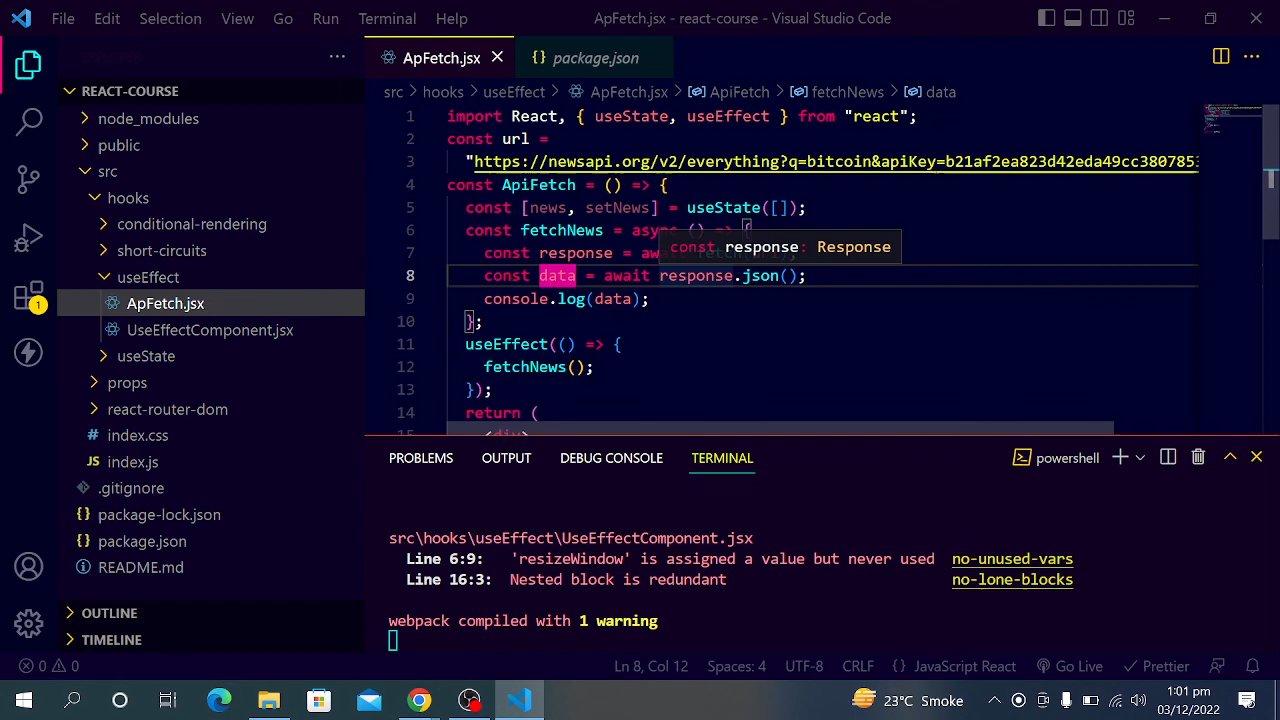 File Edit Selection View Go Run Terminal Help ApFetch.jsx - react-course - Visual Studio Code
ApFetch.jsx
package.json
REACT-COURSE
node_modules
public
src
hooks
conditional-rendering
short-circuits
useEffect
ApFetch.jsx
UseEffectComponent.jsx
useState
props
react-router-dom
index.css
JS index.js
.gitignore
package-lock.json
package.json
README.md
OUTLINE
TIMELINE
1
src > hooks > useEffect > ApFetch.jsx > ApiFetch > fetchNews > data
1 import React, { useState, useEffect } from "react";
2 const url =
3 "https://newsapi.org/v2/everything?q=bitcoin&apiKey=b21af2ea823d42eda49cc3807853
4 const ApiFetch = () => {
5 const [news, setNews] = useState([]);
6 const fetchNews = async () => {
const response: Response
7 const response =
8 const data = await response.json();
9 console.log(data);
10 };
11 useEffect(() => {
12 fetchNews();
13 });
14 return (
15 <div>
PROBLEMS OUTPUT DEBUG CONSOLE TERMINAL powershell
src\hooks\useEffect\UseEffectComponent.jsx
Line 6:9: 'resizeWindow' is assigned a value but never used no-unused-vars
Line 16:3: Nested block is redundant no-lone-blocks
webpack compiled with 1 warning
0 0 Ln 8, Col 12 Spaces: 4 UTF-8 CRLF {} JavaScript React Go Live Prettier
23°C Smoke 1:01 pm
03/12/2022